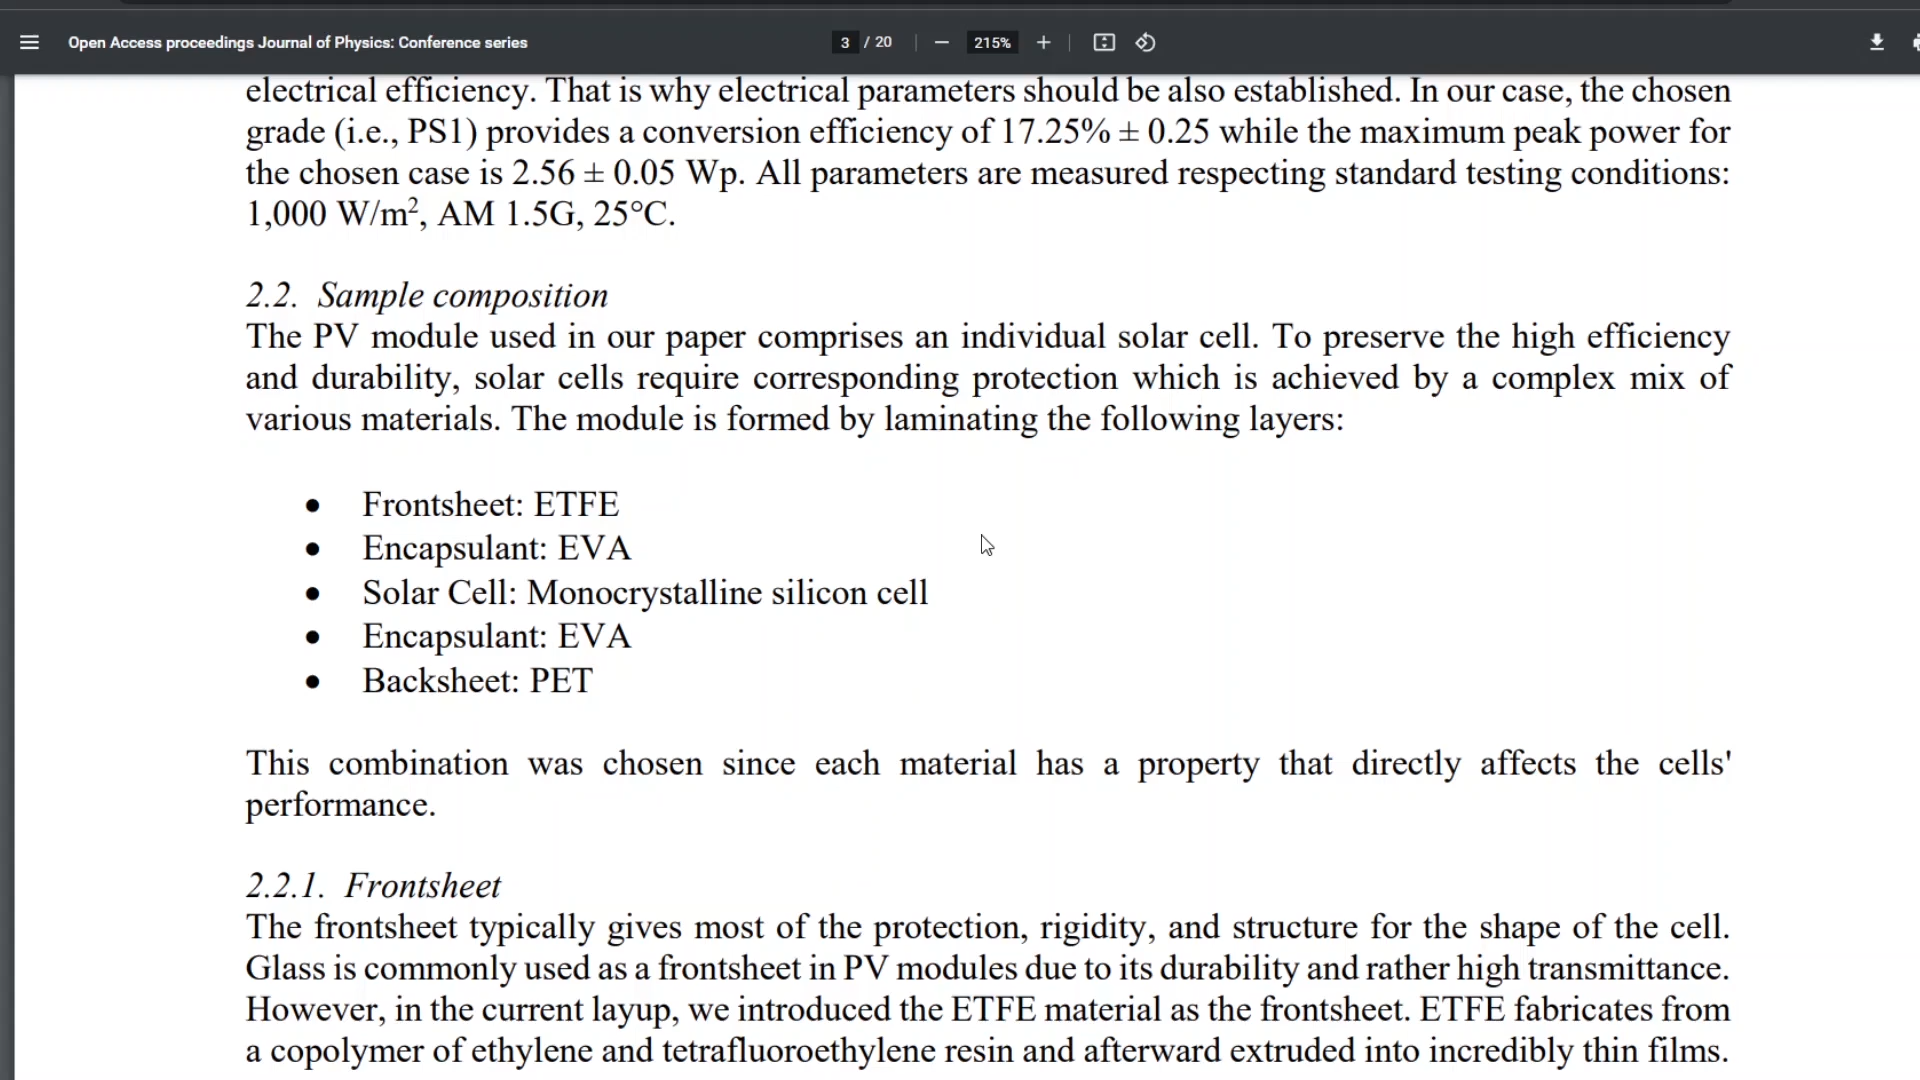 Open Access proceedings Journal of Physics: Conference series
3 / 20
215%
electrical efficiency. That is why electrical parameters should be also established. In our case, the chosen
grade (i.e., PS1) provides a conversion efficiency of 17.25% ± 0.25 while the maximum peak power for
the chosen case is 2.56 ± 0.05 Wp. All parameters are measured respecting standard testing conditions:
1,000 W/m², AM 1.5G, 25°C.
2.2. Sample composition
The PV module used in our paper comprises an individual solar cell. To preserve the high efficiency
and durability, solar cells require corresponding protection which is achieved by a complex mix of
various materials. The module is formed by laminating the following layers:
• Frontsheet: ETFE
• Encapsulant: EVA
• Solar Cell: Monocrystalline silicon cell
• Encapsulant: EVA
• Backsheet: PET
This combination was chosen since each material has a property that directly affects the cells'
performance.
2.2.1. Frontsheet
The frontsheet typically gives most of the protection, rigidity, and structure for the shape of the cell.
Glass is commonly used as a frontsheet in PV modules due to its durability and rather high transmittance.
However, in the current layup, we introduced the ETFE material as the frontsheet. ETFE fabricates from
a copolymer of ethylene and tetrafluoroethylene resin and afterward extruded into incredibly thin films.